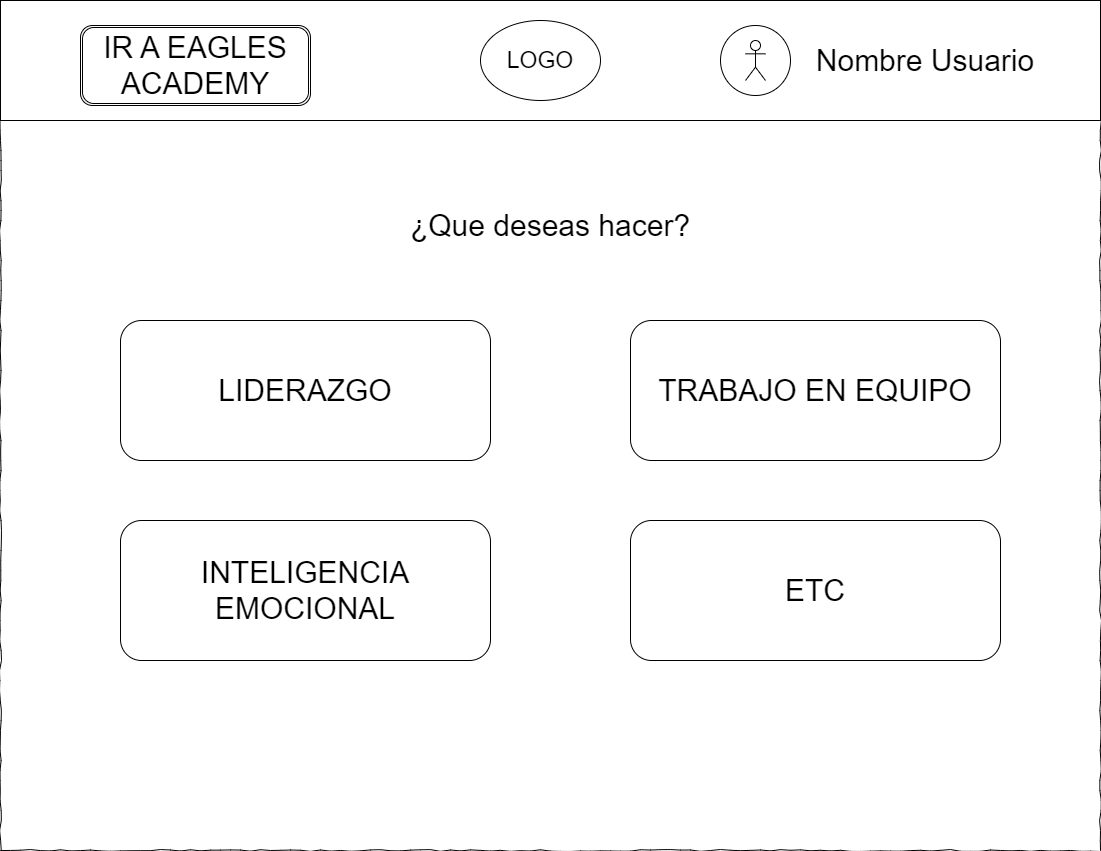 IR A EAGLES
ACADEMY
LOGO
Nombre Usuario
¿Que deseas hacer?
LIDERAZGO
TRABAJO EN EQUIPO
INTELIGENCIA
EMOCIONAL
ETC